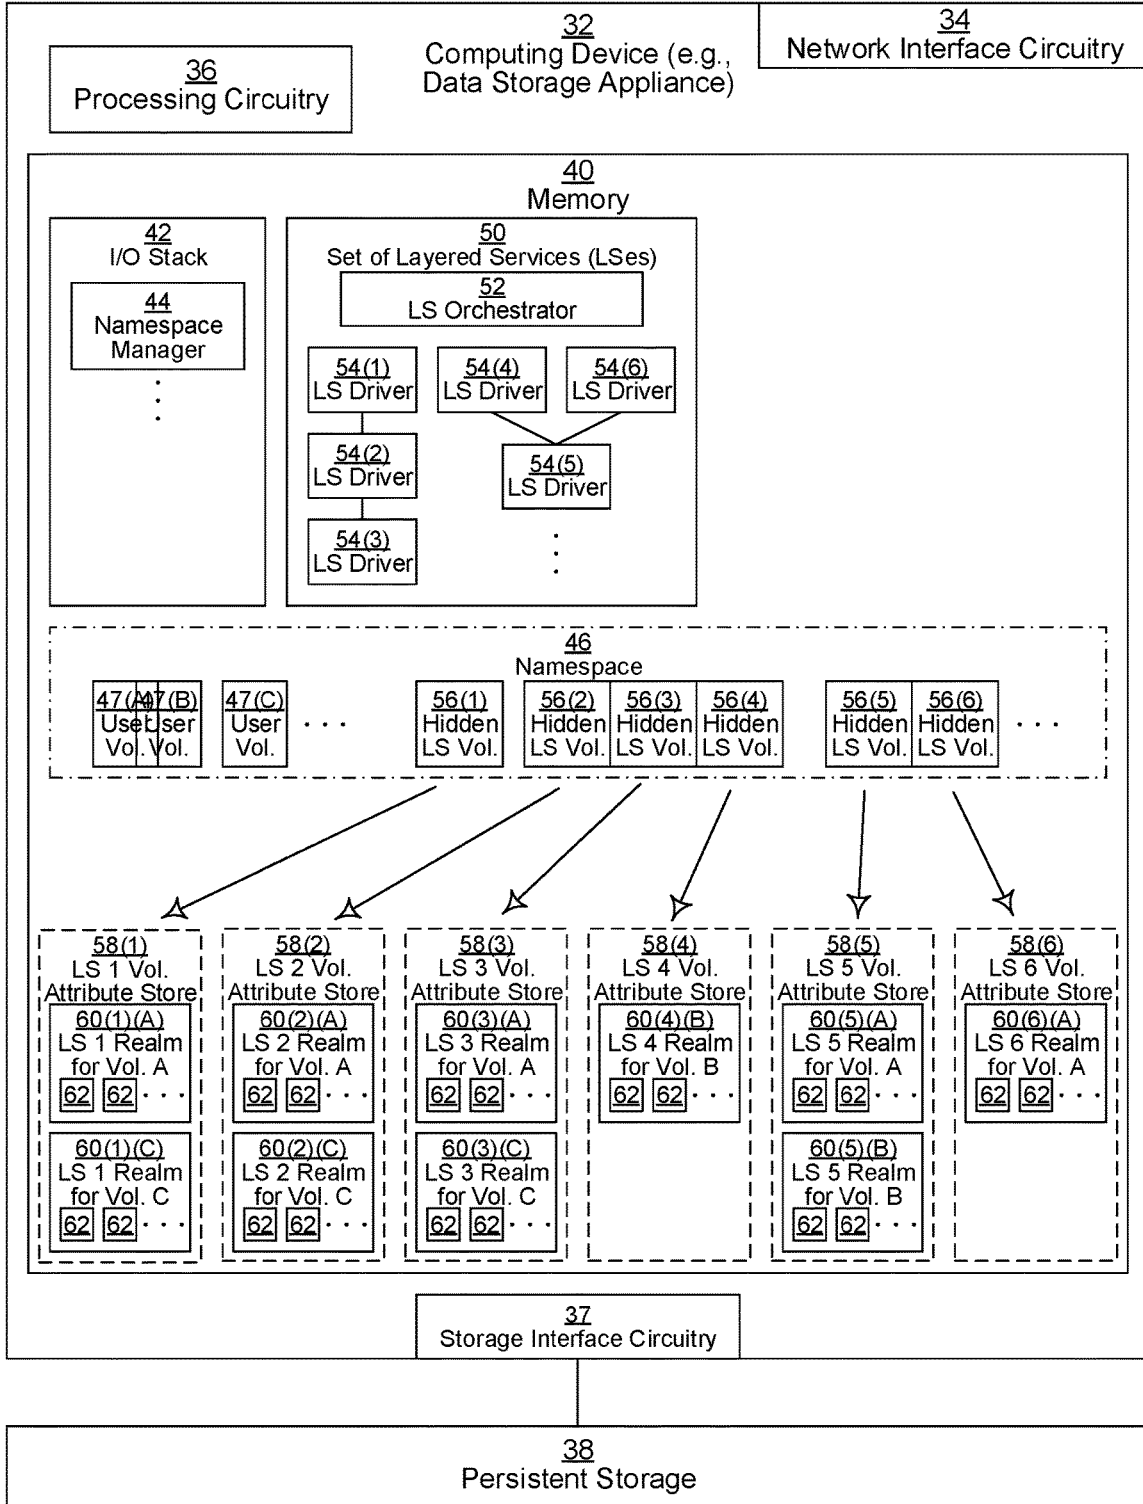 32
Computing Device (e.g.,
Data Storage Appliance)
34
Network Interface Circuitry
36
Processing Circuitry
40
Memory
42
I/O Stack
44
Namespace
Manager
50
Set of Layered Services (LSes)
52
LS Orchestrator
54(1)
LS Driver
54(4)
LS Driver
54(6)
LS Driver
54(2)
LS Driver
54(5)
LS Driver
54(3)
LS Driver
46
Namespace
47(A)
User
Vol.
47(B)
User
Vol.
47(C)
User
Vol.
56(1)
Hidden
LS Vol.
56(2)
Hidden
LS Vol.
56(3)
Hidden
LS Vol.
56(4)
Hidden
LS Vol.
56(5)
Hidden
LS Vol.
56(6)
Hidden
LS Vol.
58(1)
LS 1 Vol.
Attribute Store
60(1)(A)
LS 1 Realm
for Vol. A
62 62 . . .
60(1)(C)
LS 1 Realm
for Vol. C
62 62 . . .
58(2)
LS 2 Vol.
Attribute Store
60(2)(A)
LS 2 Realm
for Vol. A
62 62 . . .
60(2)(C)
LS 2 Realm
for Vol. C
62 62 . . .
58(3)
LS 3 Vol.
Attribute Store
60(3)(A)
LS 3 Realm
for Vol. A
62 62 . . .
60(3)(C)
LS 3 Realm
for Vol. C
62 62 . . .
58(4)
LS 4 Vol.
Attribute Store
60(4)(B)
LS 4 Realm
for Vol. B
62 62 . . .
58(5)
LS 5 Vol.
Attribute Store
60(5)(A)
LS 5 Realm
for Vol. A
62 62 . . .
60(5)(B)
LS 5 Realm
for Vol. B
62 62 . . .
58(6)
LS 6 Vol.
Attribute Store
60(6)(A)
LS 6 Realm
for Vol. A
62 62 . . .
37
Storage Interface Circuitry
38
Persistent Storage